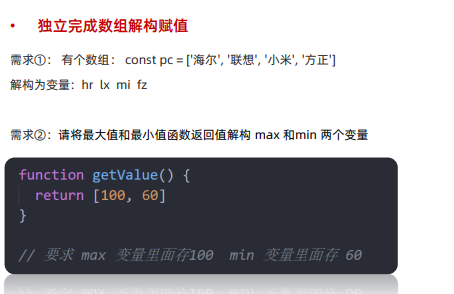 • 独立完成数组解构赋值
需求①： 有个数组： const pc = ['海尔', '联想', '小米', '方正']
解构为变量：hr lx mi fz
需求②：请将最大值和最小值函数返回值解构 max 和min 两个变量
function getValue() {
return [100, 60]
}
// 要求 max 变量里面存100 min 变量里面存 60